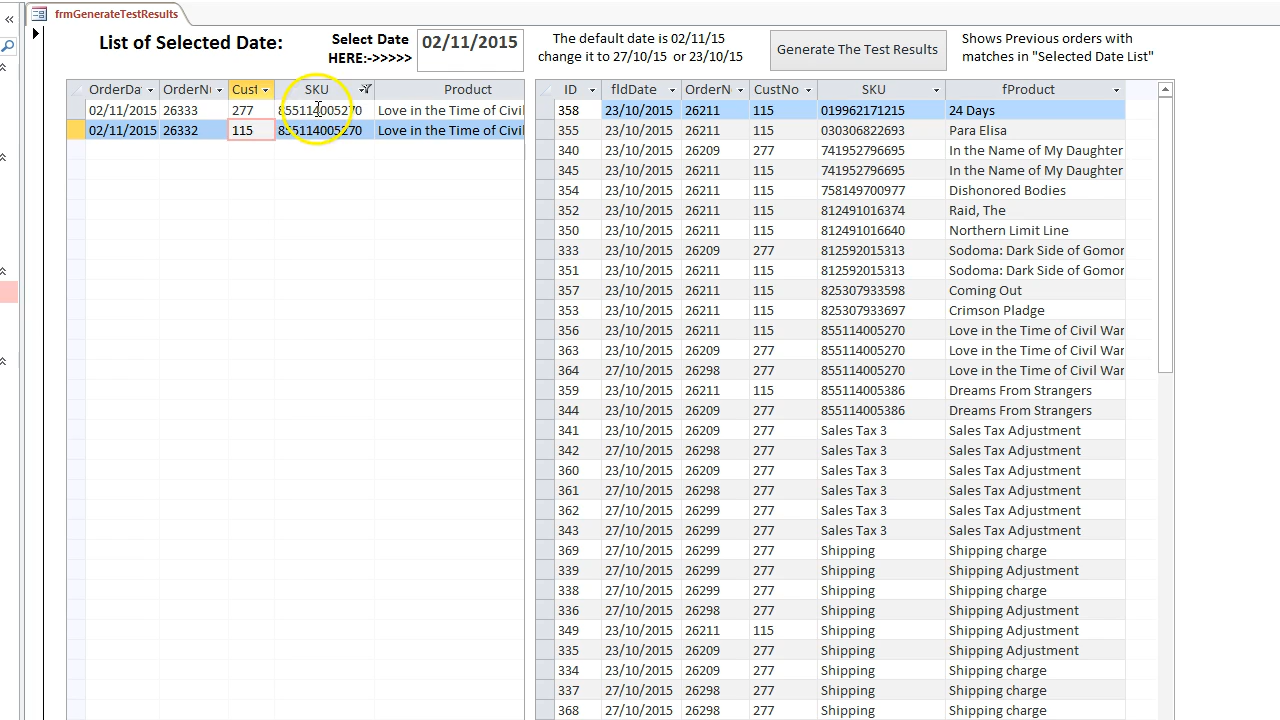 frmGenerateTestResults
List of Selected Date:
Select Date
HERE:->>>>>
02/11/2015
The default date is 02/11/15
change it to 27/10/15 or 23/10/15
Generate The Test Results
Shows Previous orders with
matches in "Selected Date List"
OrderDa OrderNu Cust SKU Product
02/11/2015 26333 277 855114005270 Love in the Time of Civil
02/11/2015 26332 115 855114005270 Love in the Time of Civil
ID fldDate OrderN CustNo SKU fProduct
358 23/10/2015 26211 115 019962171215 24 Days
355 23/10/2015 26211 115 030306822693 Para Elisa
340 23/10/2015 26209 277 741952796695 In the Name of My Daughter
345 23/10/2015 26211 115 741952796695 In the Name of My Daughter
354 23/10/2015 26211 115 758149700977 Dishonored Bodies
352 23/10/2015 26211 115 812491016374 Raid, The
350 23/10/2015 26211 115 812491016640 Northern Limit Line
333 23/10/2015 26209 277 812592015313 Sodoma: Dark Side of Gomor
351 23/10/2015 26211 115 812592015313 Sodoma: Dark Side of Gomor
357 23/10/2015 26211 115 825307933598 Coming Out
353 23/10/2015 26211 115 825307933697 Crimson Pladge
356 23/10/2015 26211 115 855114005270 Love in the Time of Civil War
363 23/10/2015 26209 277 855114005270 Love in the Time of Civil War
364 27/10/2015 26298 277 855114005270 Love in the Time of Civil War
359 23/10/2015 26211 115 855114005386 Dreams From Strangers
344 23/10/2015 26209 277 855114005386 Dreams From Strangers
341 23/10/2015 26209 277 Sales Tax 3 Sales Tax Adjustment
342 27/10/2015 26298 277 Sales Tax 3 Sales Tax Adjustment
360 23/10/2015 26209 277 Sales Tax 3 Sales Tax Adjustment
361 27/10/2015 26298 277 Sales Tax 3 Sales Tax Adjustment
362 27/10/2015 26299 277 Sales Tax 3 Sales Tax Adjustment
343 27/10/2015 26299 277 Sales Tax 3 Sales Tax Adjustment
369 27/10/2015 26299 277 Shipping Shipping charge
339 27/10/2015 26299 277 Shipping Shipping Adjustment
338 27/10/2015 26299 277 Shipping Shipping charge
336 27/10/2015 26298 277 Shipping Shipping Adjustment
349 23/10/2015 26211 115 Shipping Shipping Adjustment
335 23/10/2015 26209 277 Shipping Shipping Adjustment
334 23/10/2015 26209 277 Shipping Shipping charge
337 27/10/2015 26298 277 Shipping Shipping charge
368 27/10/2015 26298 277 Shipping Shipping charge